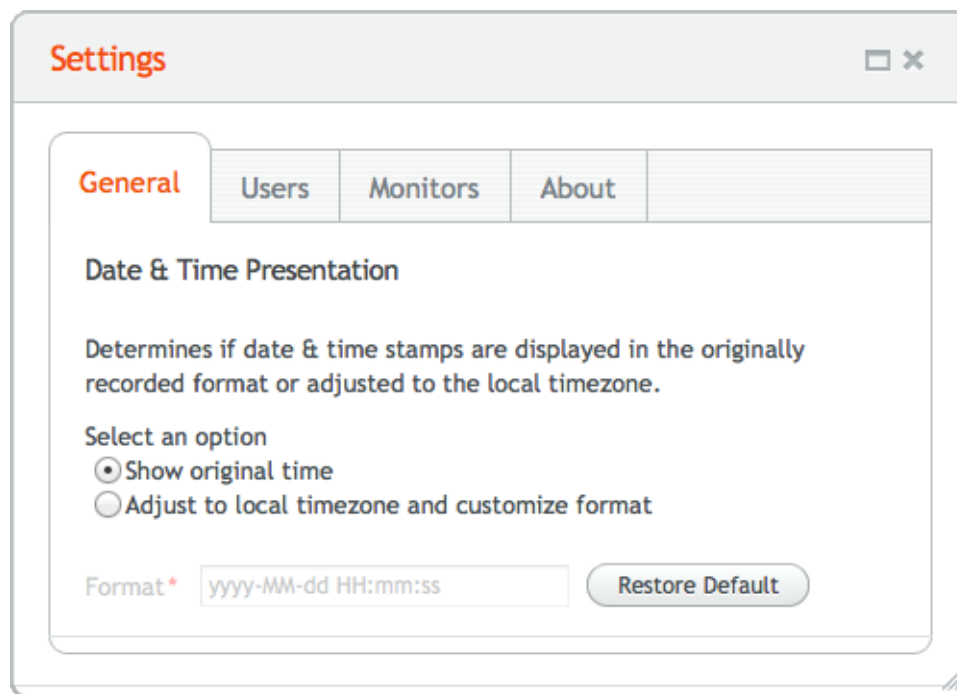 Settings
General Users Monitors About
Date & Time Presentation
Determines if date & time stamps are displayed in the originally
recorded format or adjusted to the local timezone.
Select an option
Show original time
Adjust to local timezone and customize format
Format* yyyy-MM-dd HH:mm:ss Restore Default